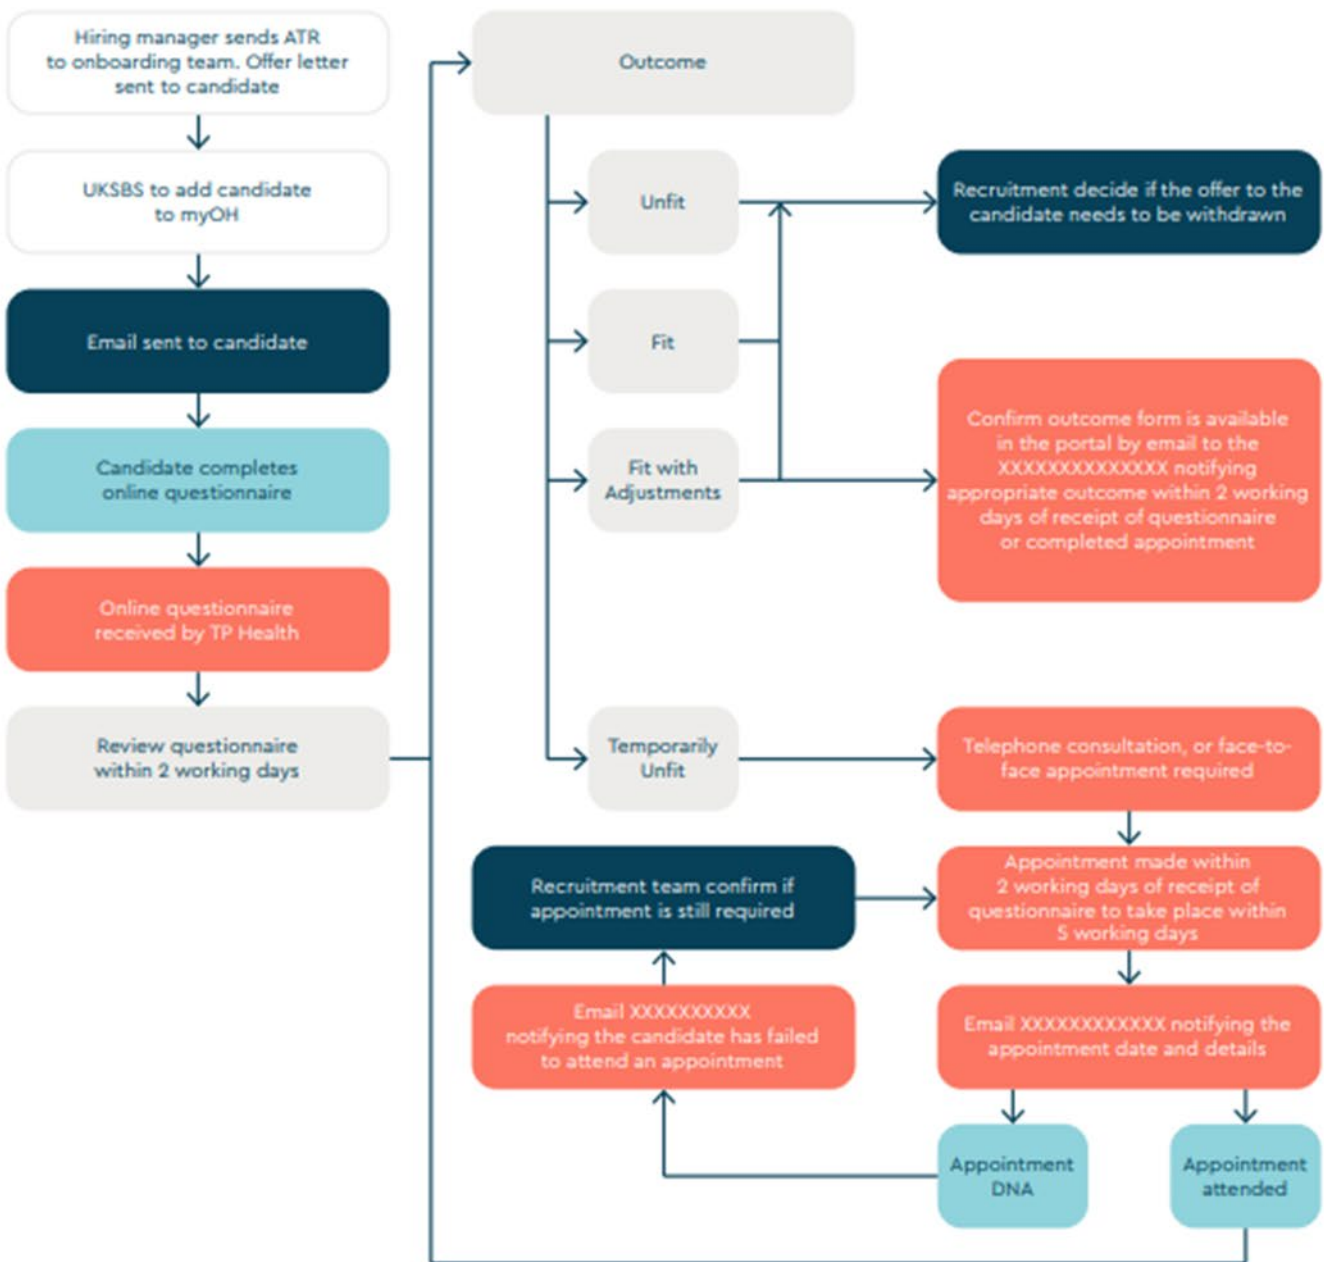 Hiring manager sends ATR
to onboarding team. Offer letter
sent to candidate
UKSBS to add candidate
to myOH
Email sent to candidate
Candidate completes
online questionnaire
Online questionnaire
received by TP Health
Review questionnaire
within 2 working days
Outcome
Unfit
Recruitment decide if the offer to the
candidate needs to be withdrawn
Fit
Fit with
Adjustments
Confirm outcome form is available
in the portal by email to the
XXXXXXXXXXXXXX notifying
appropriate outcome within 2 working
days of receipt of questionnaire
or completed appointment
Temporarily
Unfit
Telephone consultation, or face-to-
face appointment required
Recruitment team confirm if
appointment is still required
Appointment made within
2 working days of receipt of
questionnaire to take place within
5 working days
Email XXXXXXXXXX
notifying the candidate has failed
to attend an appointment
Email XXXXXXXXXXXX notifying the
appointment date and details
Appointment
DNA
Appointment
attended